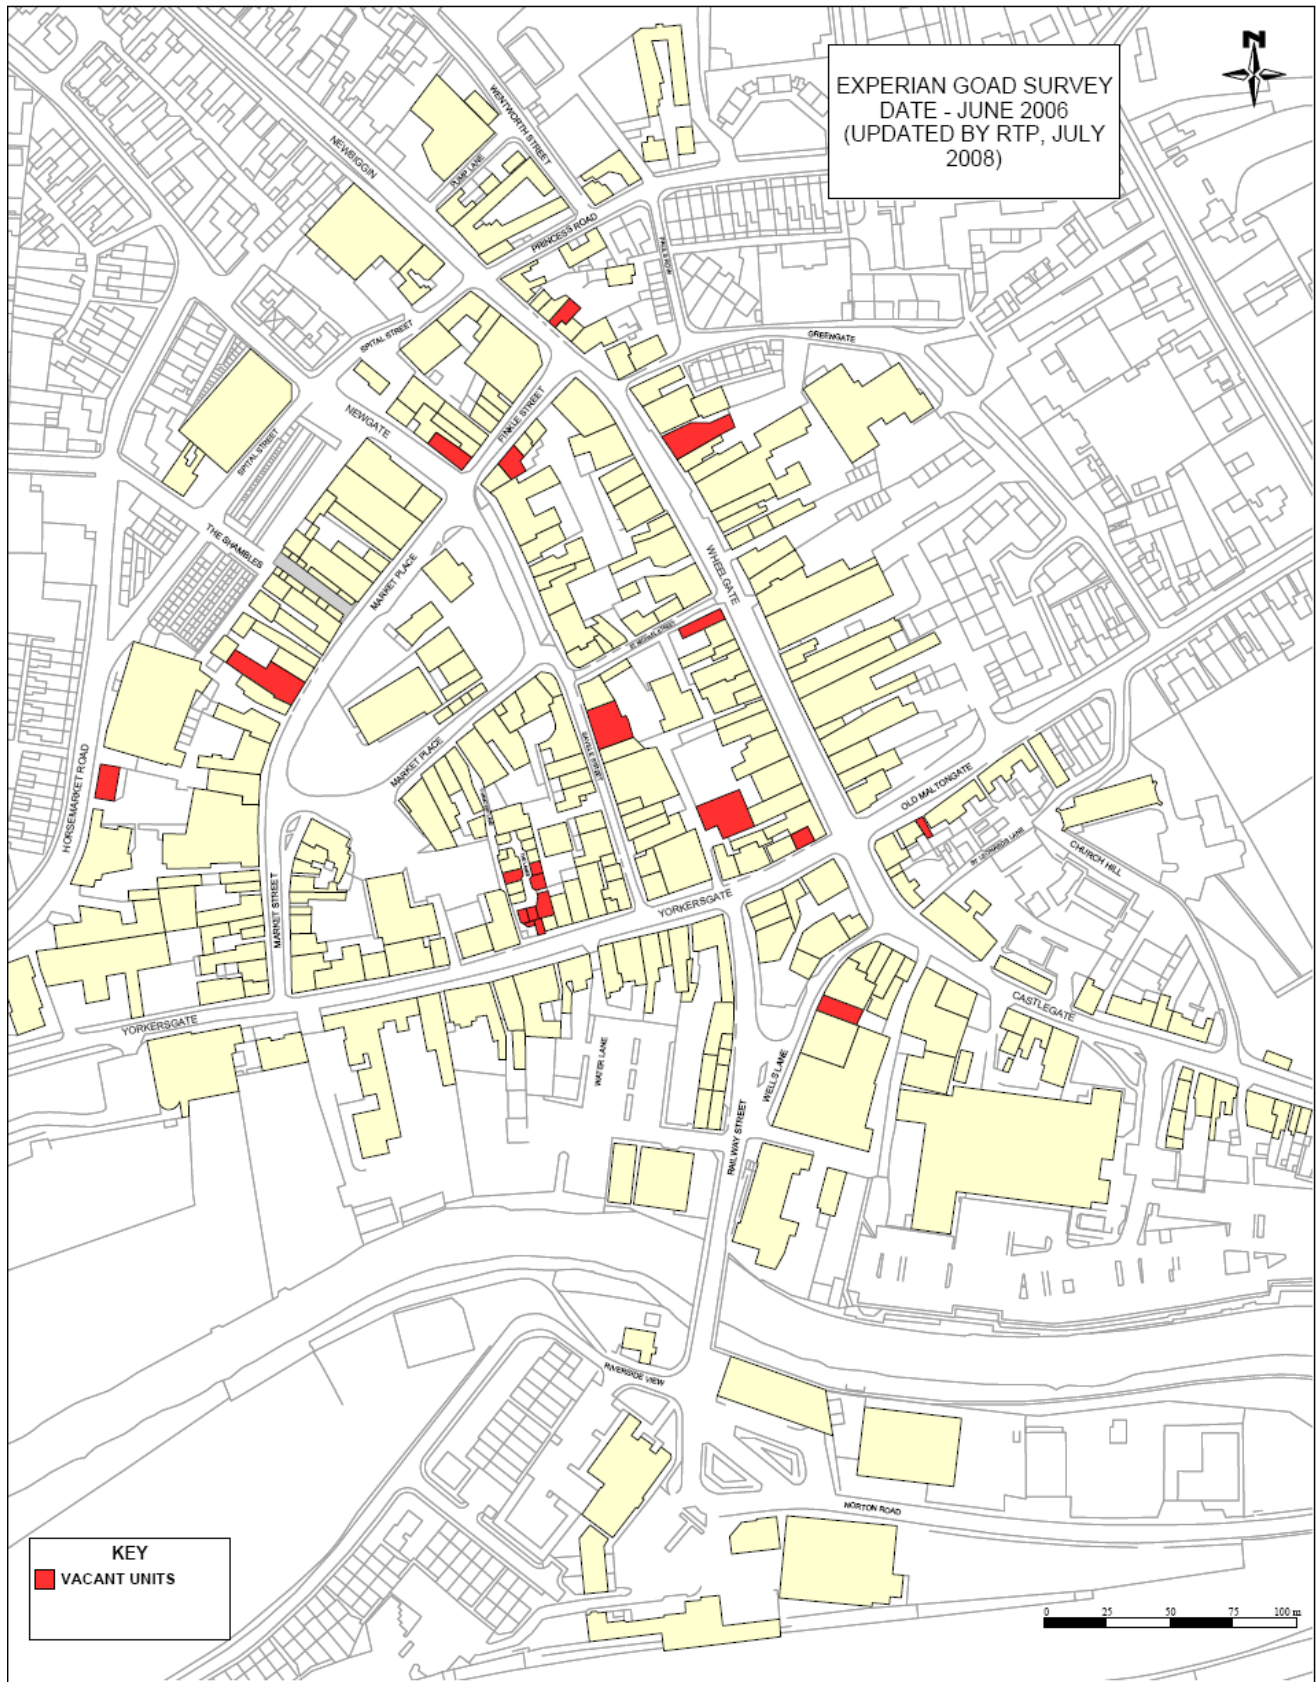 N
EXPERIAN GOAD SURVEY
DATE - JUNE 2006
(UPDATED BY RTP, JULY
2008)
WENTWORTH STREET
NEWBIGGIN
PUMP LANE
PRINCESS ROAD
SPITAL STREET
GREENGATE
NEWGATE
FINKLE STREET
SPITAL STREET
THE SHAMBLES
MARKET PLACE
WHEELGATE
MARKET PLACE
HORSEMARKET ROAD
OLD MALTONGATE
ST LEONARDS LANE
CHURCH HILL
MARKET STREET
YORKERSGATE
YORKERSGATE
CASTLEGATE
WATER LANE
WELLS LANE
RAILWAY STREET
RIVERSIDE VIEW
NORTON ROAD
KEY
VACANT UNITS
0 25 50 75 100 m